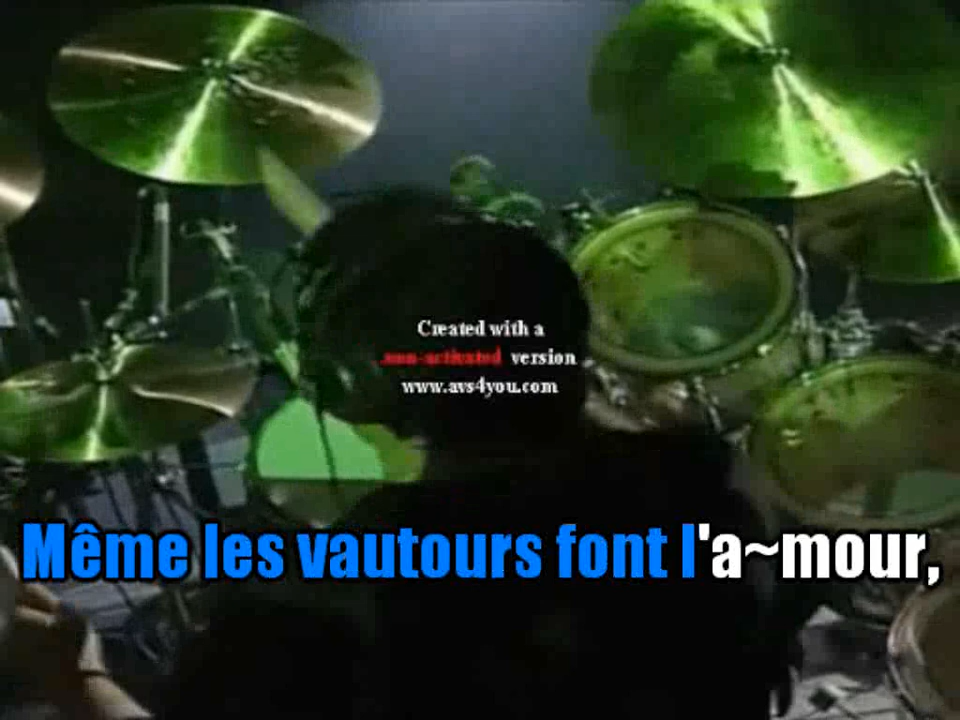 Created with a
non-activated version
www.avs4you.com
Même les vautours font l'a~mour,